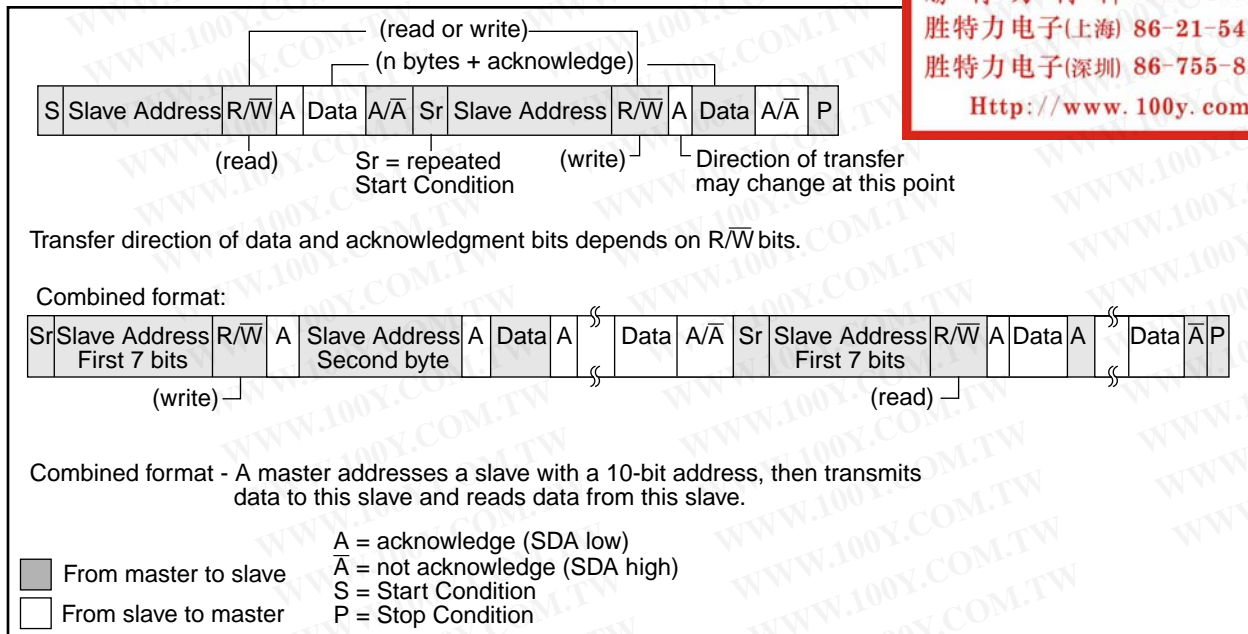 胜特力电子(上海) 86-21-54
胜特力电子(深圳) 86-755-8
Http://www.100y.com
(read or write)
(n bytes + acknowledge)
S Slave Address R/W̅ A Data A/A̅ Sr Slave Address R/W̅ A Data A/A̅ P
(read)
Sr = repeated
Start Condition
(write)
Direction of transfer
may change at this point
Transfer direction of data and acknowledgment bits depends on R/W̅ bits.
Combined format:
Sr Slave Address First 7 bits R/W̅ A Slave Address Second byte A Data A Data A/A̅ Sr Slave Address First 7 bits R/W̅ A Data A Data A̅ P
(write)
(read)
Combined format - A master addresses a slave with a 10-bit address, then transmits
data to this slave and reads data from this slave.
A = acknowledge (SDA low)
A̅ = not acknowledge (SDA high)
S = Start Condition
P = Stop Condition
From master to slave
From slave to master
WWW.100Y.COM.TW